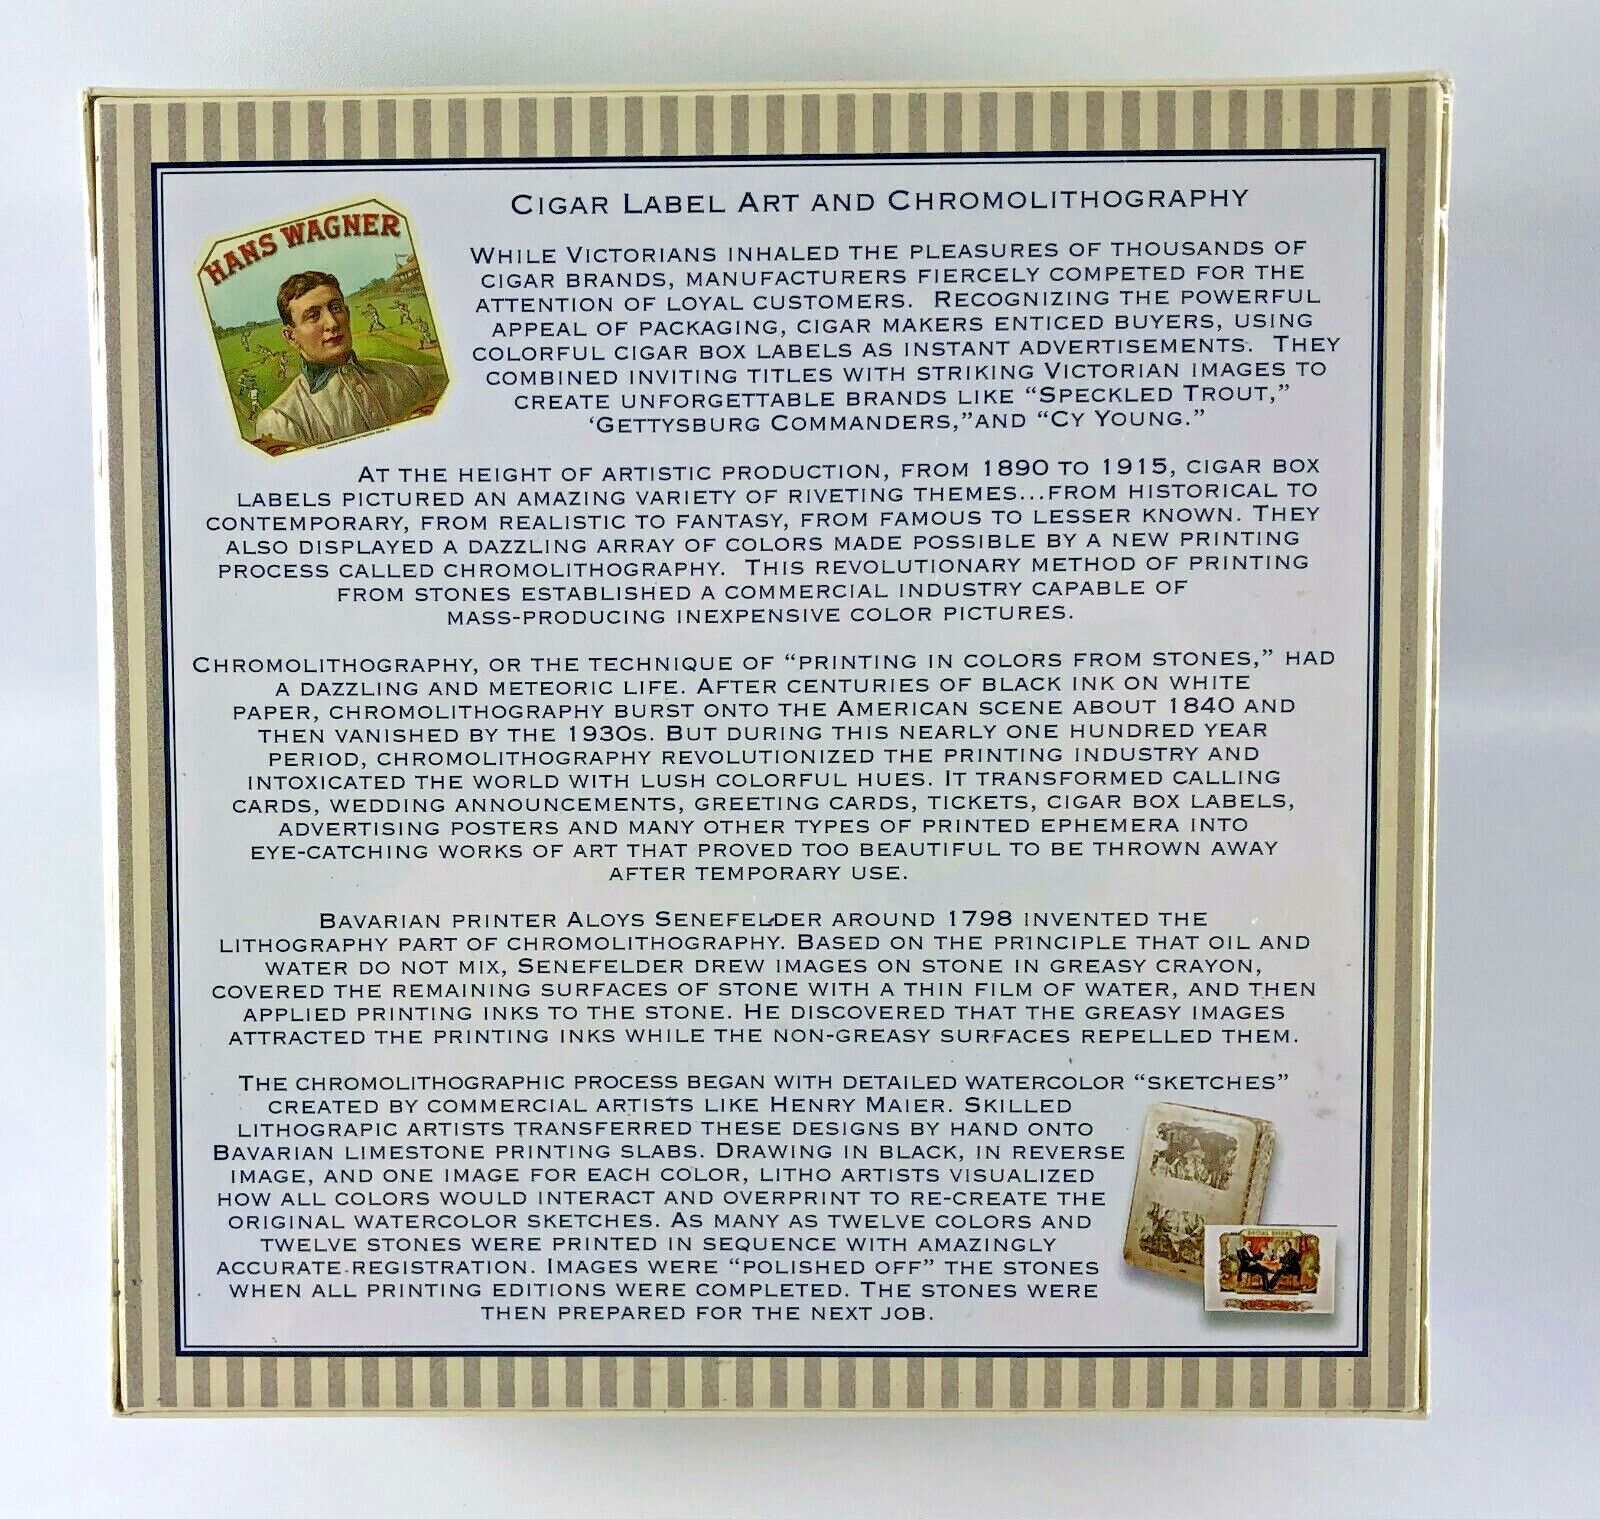 HANS WAGNER
CIGAR LABEL ART AND CHROMOLITHOGRAPHY
WHILE VICTORIANS INHALED THE PLEASURES OF THOUSANDS OF
CIGAR BRANDS, MANUFACTURERS FIERCELY COMPETED FOR THE
ATTENTION OF LOYAL CUSTOMERS. RECOGNIZING THE POWERFUL
APPEAL OF PACKAGING, CIGAR MAKERS ENTICED BUYERS, USING
COLORFUL CIGAR BOX LABELS AS INSTANT ADVERTISEMENTS. THEY
COMBINED INVITING TITLES WITH STRIKING VICTORIAN IMAGES TO
CREATE UNFORGETTABLE BRANDS LIKE “SPECKLED TROUT,”
‘GETTYSBURG COMMANDERS,”AND “CY YOUNG.”
AT THE HEIGHT OF ARTISTIC PRODUCTION, FROM 1890 TO 1915, CIGAR BOX
LABELS PICTURED AN AMAZING VARIETY OF RIVETING THEMES...FROM HISTORICAL TO
CONTEMPORARY, FROM REALISTIC TO FANTASY, FROM FAMOUS TO LESSER KNOWN. THEY
ALSO DISPLAYED A DAZZLING ARRAY OF COLORS MADE POSSIBLE BY A NEW PRINTING
PROCESS CALLED CHROMOLITHOGRAPHY. THIS REVOLUTIONARY METHOD OF PRINTING
FROM STONES ESTABLISHED A COMMERCIAL INDUSTRY CAPABLE OF
MASS-PRODUCING INEXPENSIVE COLOR PICTURES.
CHROMOLITHOGRAPHY, OR THE TECHNIQUE OF “PRINTING IN COLORS FROM STONES,” HAD
A DAZZLING AND METEORIC LIFE. AFTER CENTURIES OF BLACK INK ON WHITE
PAPER, CHROMOLITHOGRAPHY BURST ONTO THE AMERICAN SCENE ABOUT 1840 AND
THEN VANISHED BY THE 1930S. BUT DURING THIS NEARLY ONE HUNDRED YEAR
PERIOD, CHROMOLITHOGRAPHY REVOLUTIONIZED THE PRINTING INDUSTRY AND
INTOXICATED THE WORLD WITH LUSH COLORFUL HUES. IT TRANSFORMED CALLING
CARDS, WEDDING ANNOUNCEMENTS, GREETING CARDS, TICKETS, CIGAR BOX LABELS,
ADVERTISING POSTERS AND MANY OTHER TYPES OF PRINTED EPHEMERA INTO
EYE-CATCHING WORKS OF ART THAT PROVED TOO BEAUTIFUL TO BE THROWN AWAY
AFTER TEMPORARY USE.
BAVARIAN PRINTER ALOYS SENEFELDER AROUND 1798 INVENTED THE
LITHOGRAPHY PART OF CHROMOLITHOGRAPHY. BASED ON THE PRINCIPLE THAT OIL AND
WATER DO NOT MIX, SENEFELDER DREW IMAGES ON STONE IN GREASY CRAYON,
COVERED THE REMAINING SURFACES OF STONE WITH A THIN FILM OF WATER, AND THEN
APPLIED PRINTING INKS TO THE STONE. HE DISCOVERED THAT THE GREASY IMAGES
ATTRACTED THE PRINTING INKS WHILE THE NON-GREASY SURFACES REPELLED THEM.
THE CHROMOLITHOGRAPHIC PROCESS BEGAN WITH DETAILED WATERCOLOR “SKETCHES”
CREATED BY COMMERCIAL ARTISTS LIKE HENRY MAIER. SKILLED
LITHOGRAPIC ARTISTS TRANSFERRED THESE DESIGNS BY HAND ONTO
BAVARIAN LIMESTONE PRINTING SLABS. DRAWING IN BLACK, IN REVERSE
IMAGE, AND ONE IMAGE FOR EACH COLOR, LITHO ARTISTS VISUALIZED
HOW ALL COLORS WOULD INTERACT AND OVERPRINT TO RE-CREATE THE
ORIGINAL WATERCOLOR SKETCHES. AS MANY AS TWELVE COLORS AND
TWELVE STONES WERE PRINTED IN SEQUENCE WITH AMAZINGLY
ACCURATE REGISTRATION. IMAGES WERE “POLISHED OFF” THE STONES
WHEN ALL PRINTING EDITIONS WERE COMPLETED. THE STONES WERE
THEN PREPARED FOR THE NEXT JOB.